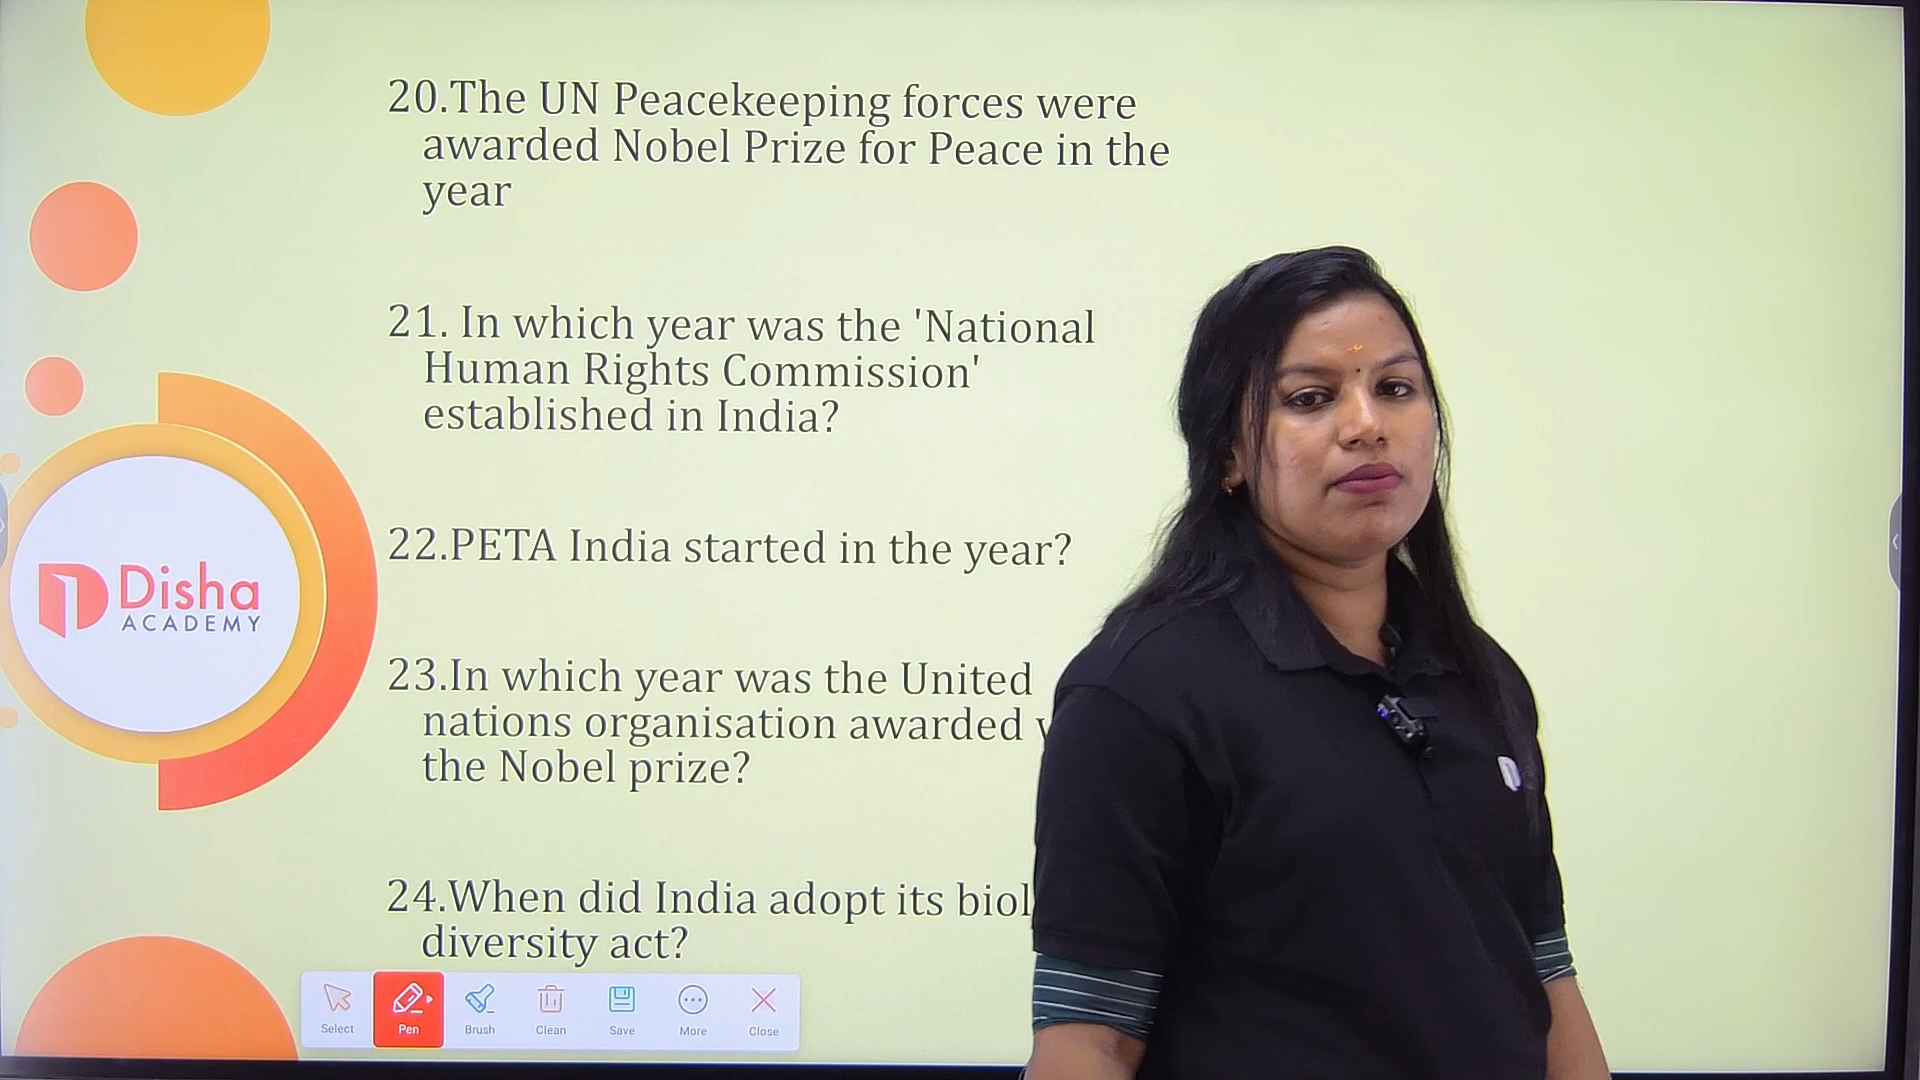 20.The UN Peacekeeping forces were
awarded Nobel Prize for Peace in the
year
21. In which year was the 'National
Human Rights Commission'
established in India?
22.PETA India started in the year?
23.In which year was the United
nations organisation awarded
the Nobel prize?
24.When did India adopt its
diversity act?
Disha
ACADEMY
Select
Pen
Brush
Clean
Save
More
Close